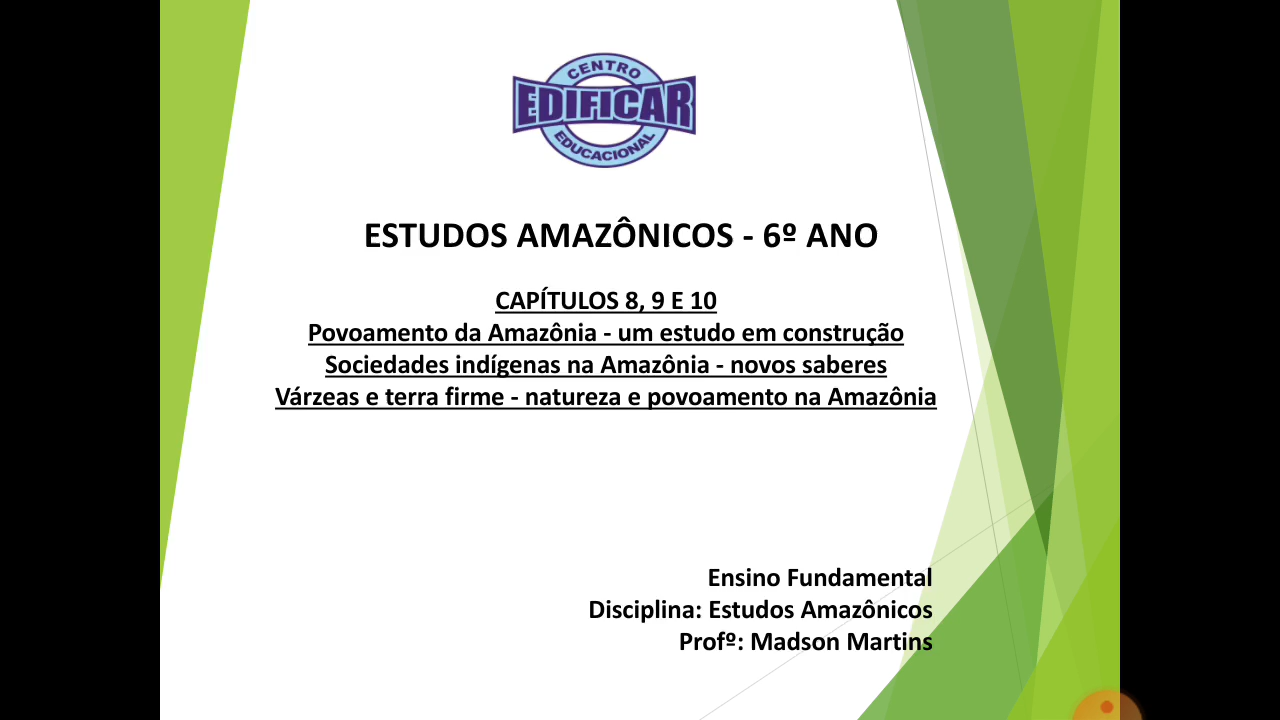 CENTRO
EDIFICAR
EDUCACIONAL
ESTUDOS AMAZÔNICOS - 6º ANO
CAPÍTULOS 8, 9 E 10
Povoamento da Amazônia - um estudo em construção
Sociedades indígenas na Amazônia - novos saberes
Várzeas e terra firme - natureza e povoamento na Amazônia
Ensino Fundamental
Disciplina: Estudos Amazônicos
Profº: Madson Martins